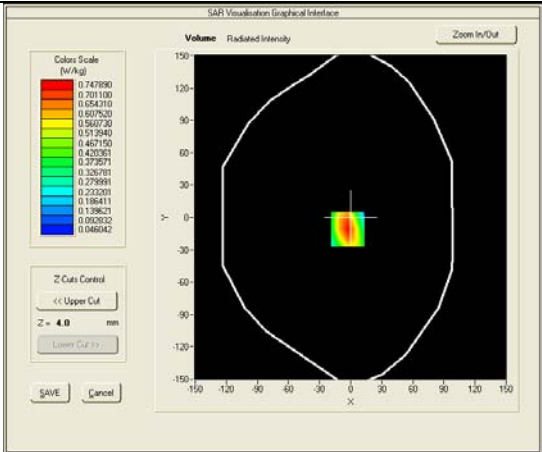 SAR Visualisation Graphical Interface
Volume Radiated Intensity
Zoom In/Out
Colors Scale
(W/kg)
0.747890
0.701100
0.654310
0.607520
0.560730
0.513940
0.467150
0.420361
0.373571
0.326781
0.279991
0.233201
0.186411
0.139621
0.092832
0.046042
Z-Cuts Control
<< Upper Cut
Z = 4.0 mm
Lower Cut >>
SAVE Cancel
150
120
90
60
30
0
-30
-60
-90
-120
-150
Y
-150 -120 -90 -60 -30 0 30 60 90 120 150
X